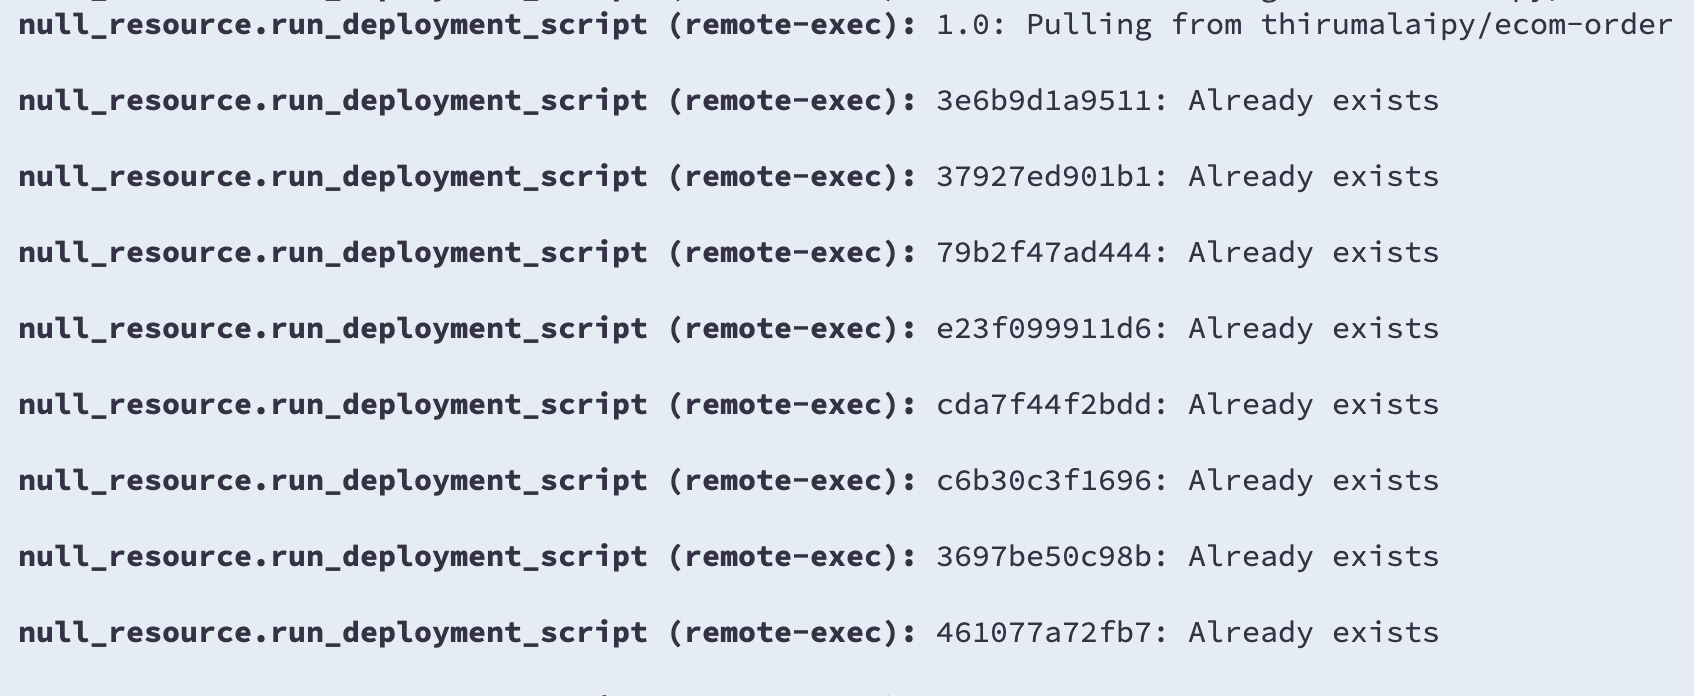 null_resource.run_deployment_script (remote-exec): 1.0: Pulling from thirumalaipy/ecom-order
null_resource.run_deployment_script (remote-exec): 3e6b9d1a9511: Already exists
null_resource.run_deployment_script (remote-exec): 37927ed901b1: Already exists
null_resource.run_deployment_script (remote-exec): 79b2f47ad444: Already exists
null_resource.run_deployment_script (remote-exec): e23f099911d6: Already exists
null_resource.run_deployment_script (remote-exec): cda7f44f2bdd: Already exists
null_resource.run_deployment_script (remote-exec): c6b30c3f1696: Already exists
null_resource.run_deployment_script (remote-exec): 3697be50c98b: Already exists
null_resource.run_deployment_script (remote-exec): 461077a72fb7: Already exists